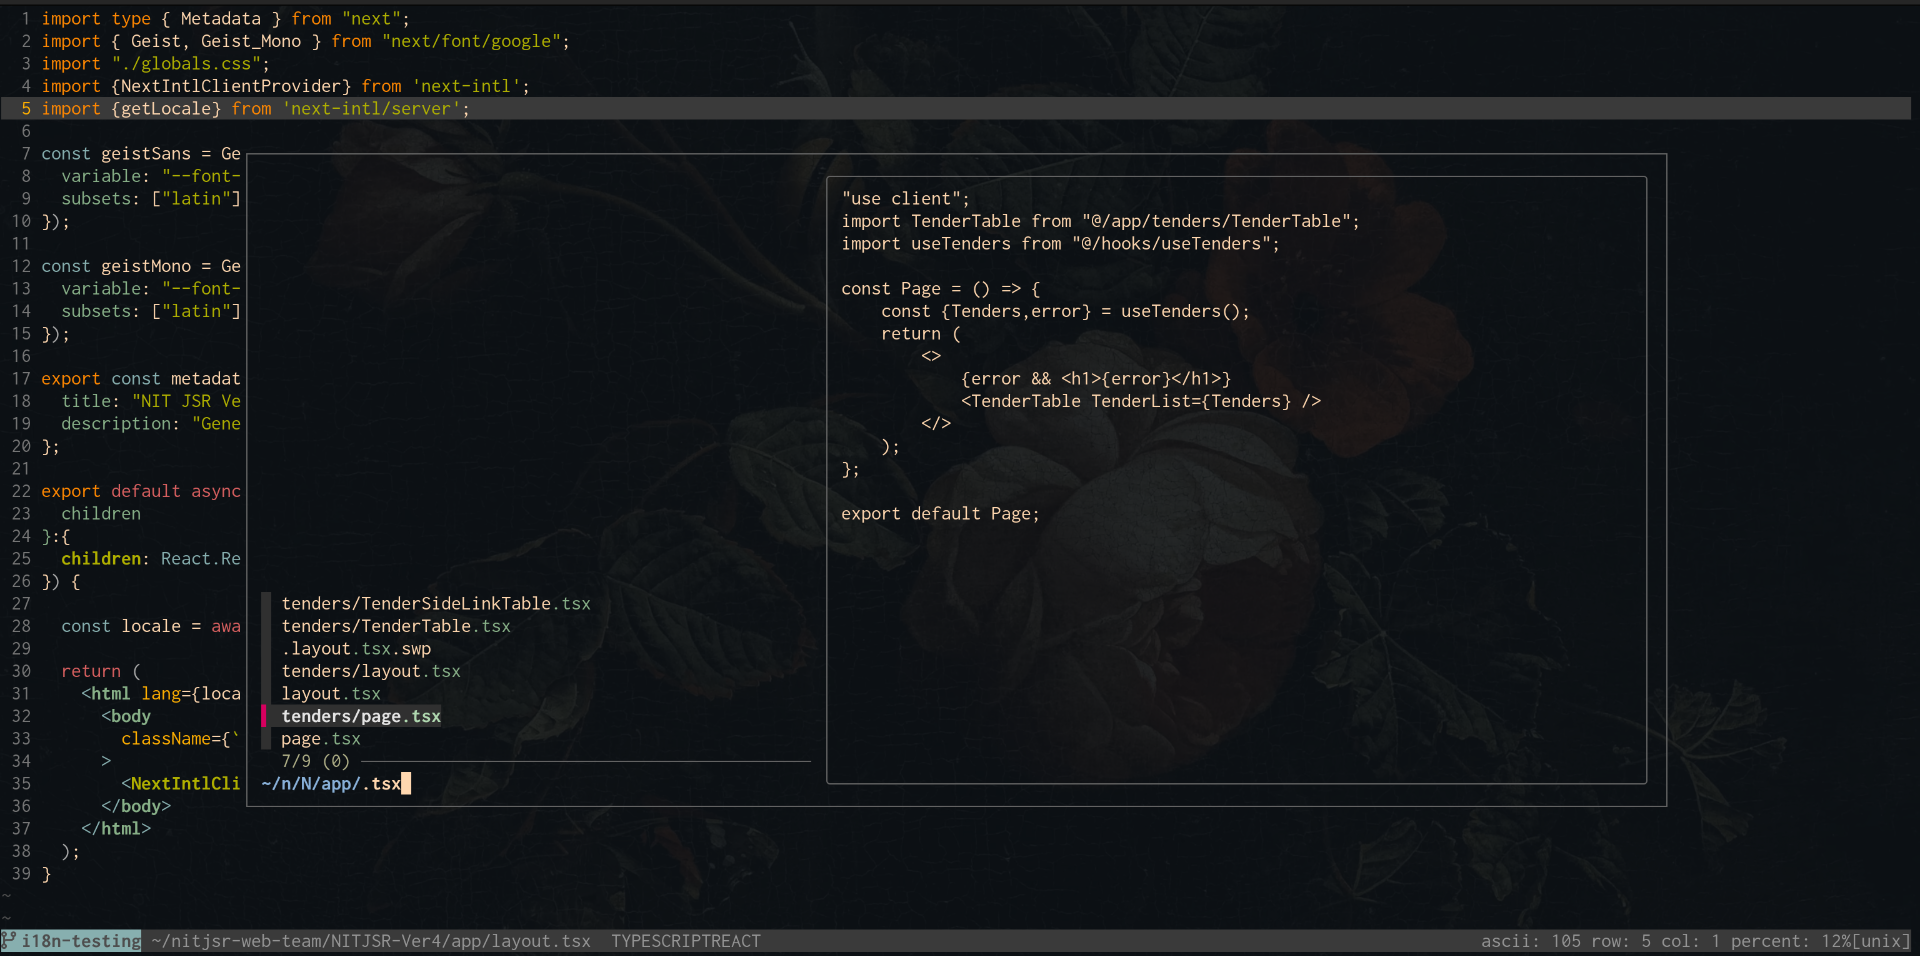 1 import type { Metadata } from "next";
2 import { Geist, Geist_Mono } from "next/font/google";
3 import "./globals.css";
4 import {NextIntlClientProvider} from 'next-intl';
5 import {getLocale} from 'next-intl/server';
6
7 const geistSans = Ge
8   variable: "--font-
9   subsets: ["latin"]
10 });
11
12 const geistMono = Ge
13   variable: "--font-
14   subsets: ["latin"]
15 });
16
17 export const metadat
18   title: "NIT JSR Ve
19   description: "Gene
20 };
21
22 export default async
23   children
24 }:{
25   children: React.Re
26 }) {
27
28   const locale = awa
29
30   return (
31     <html lang={loca
32       <body
33         className={`
34       >
35         <NextIntlCli
36       </body>
37     </html>
38   );
39 }
~
~
tenders/TenderSideLinkTable.tsx
tenders/TenderTable.tsx
.layout.tsx.swp
tenders/layout.tsx
layout.tsx
tenders/page.tsx
page.tsx
7/9 (0)
~/n/N/app/.tsx
"use client";
import TenderTable from "@/app/tenders/TenderTable";
import useTenders from "@/hooks/useTenders";

const Page = () => {
    const {Tenders,error} = useTenders();
    return (
        <>
            {error && <h1>{error}</h1>}
            <TenderTable TenderList={Tenders} />
        </>
    );
};

export default Page;
i18n-testing ~/nitjsr-web-team/NITJSR-Ver4/app/layout.tsx  TYPESCRIPTREACT ascii: 105 row: 5 col: 1 percent: 12%[unix]